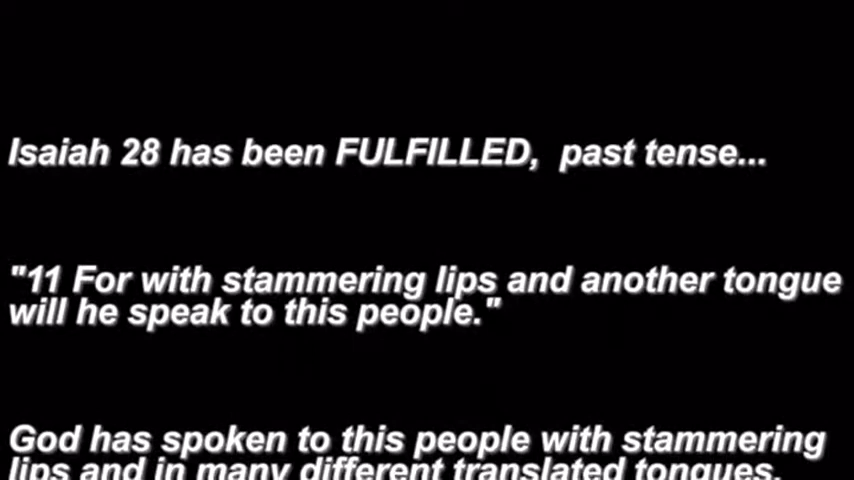 Isaiah 28 has been FULFILLED, past tense...
"11 For with stammering lips and another tongue
will he speak to this people."
God has spoken to this people with stammering
lips and in many different translated tongues.